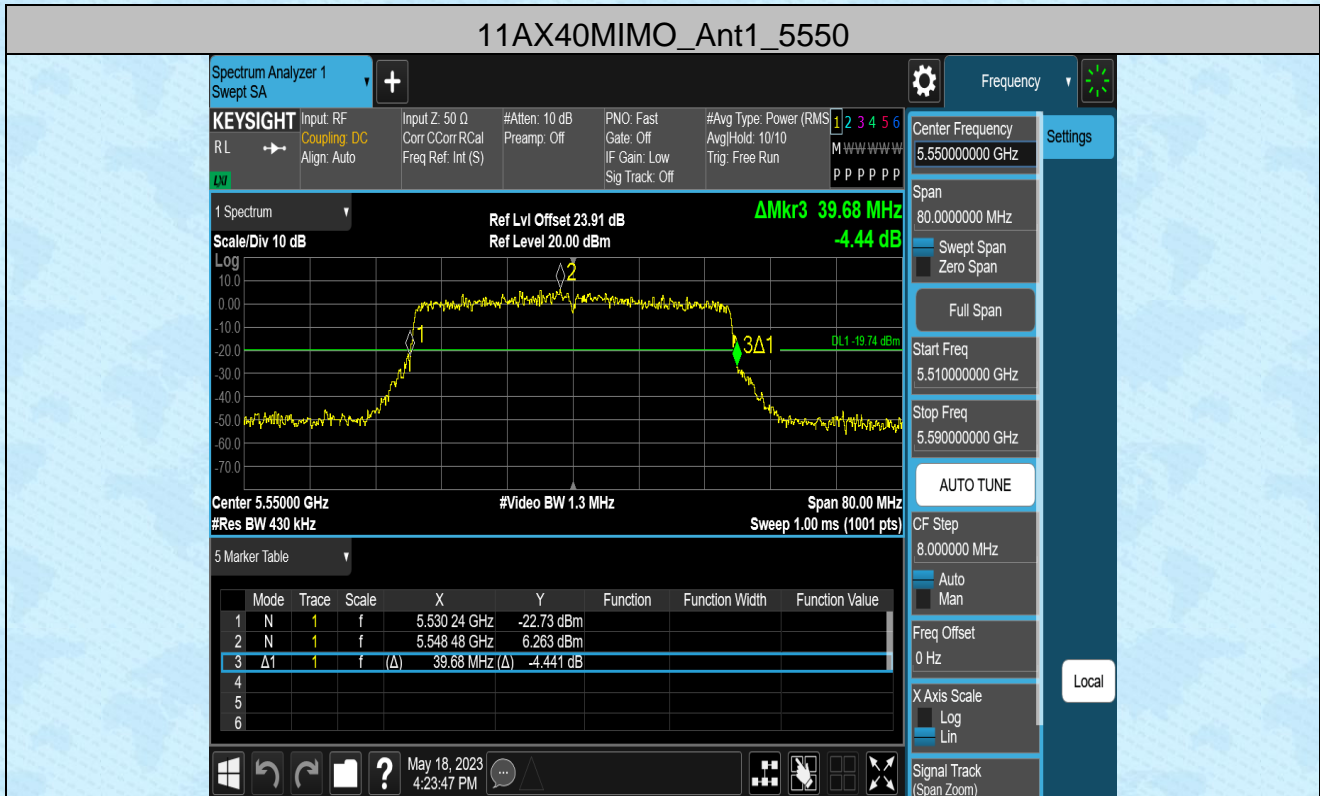 11AX40MIMO_Ant1_5550
Spectrum Analyzer 1
Swept SA
+
Frequency
KEYSIGHT
RL
LXI
Input: RF
Coupling: DC
Align: Auto
Input Z: 50 Ω
Corr CCorr RCal
Freq Ref: Int (S)
#Atten: 10 dB
Preamp: Off
PNO: Fast
Gate: Off
IF Gain: Low
Sig Track: Off
#Avg Type: Power (RMS
Avg|Hold: 10/10
Trig: Free Run
1 2 3 4 5 6
M W W W W W
P P P P P P
1 Spectrum
Scale/Div 10 dB
Ref Lvl Offset 23.91 dB
Ref Level 20.00 dBm
ΔMkr3 39.68 MHz
-4.44 dB
Log
10.0
0.00
-10.0
-20.0
-30.0
-40.0
-50.0
-60.0
-70.0
2
1
3Δ1
DL1 -19.74 dBm
Center 5.55000 GHz
#Video BW 1.3 MHz
Span 80.00 MHz
#Res BW 430 kHz
Sweep 1.00 ms (1001 pts)
5 Marker Table
Mode Trace Scale X Y Function Function Width Function Value
1 N 1 f 5.530 24 GHz -22.73 dBm
2 N 1 f 5.548 48 GHz 6.263 dBm
3 Δ1 1 f (Δ) 39.68 MHz (Δ) -4.441 dB
4
5
6
?
May 18, 2023
4:23:47 PM
Center Frequency
5.550000000 GHz
Settings
Span
80.0000000 MHz
Swept Span
Zero Span
Full Span
Start Freq
5.510000000 GHz
Stop Freq
5.590000000 GHz
AUTO TUNE
CF Step
8.000000 MHz
Auto
Man
Freq Offset
0 Hz
X Axis Scale
Log
Lin
Local
Signal Track
(Span Zoom)